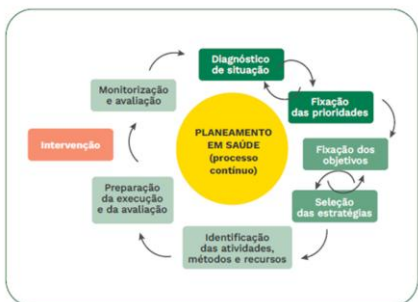 Diagnóstico
de situação
Fixação
das prioridades
Fixação dos
objetivos
Seleção
das estratégias
Identificação
das atividades,
métodos e recursos
Preparação
da execução
e da avaliação
Intervenção
Monitorização
e avaliação
PLANEAMENTO
EM SAÚDE
(processo
contínuo)